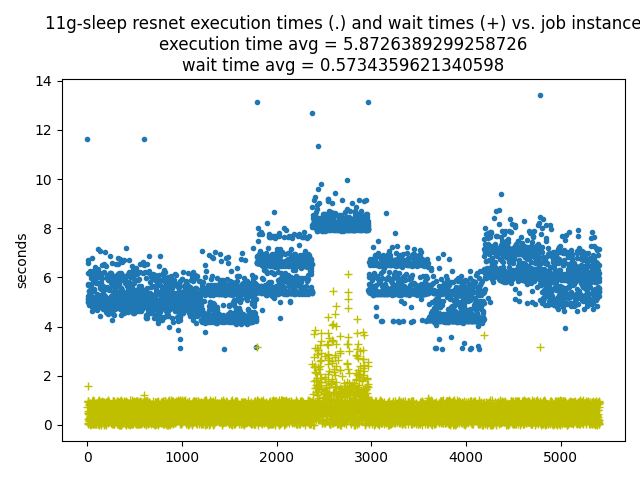 11g-sleep resnet execution times (.) and wait times (+) vs. job instance
execution time avg = 5.8726389299258726
wait time avg = 0.5734359621340598
14
12
10
8
6
4
2
0
seconds
0 1000 2000 3000 4000 5000